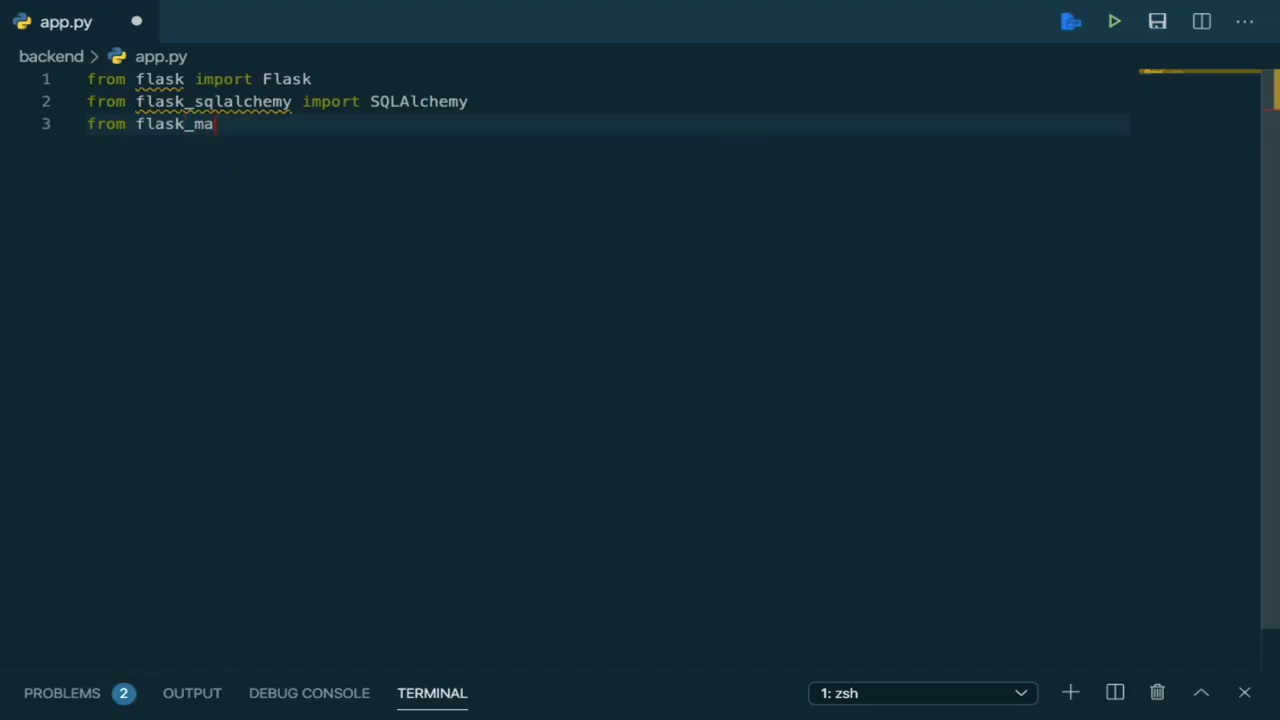 app.py
backend > app.py
1 from flask import Flask
2 from flask_sqlalchemy import SQLAlchemy
3 from flask_ma
PROBLEMS 2 OUTPUT DEBUG CONSOLE TERMINAL 1: zsh